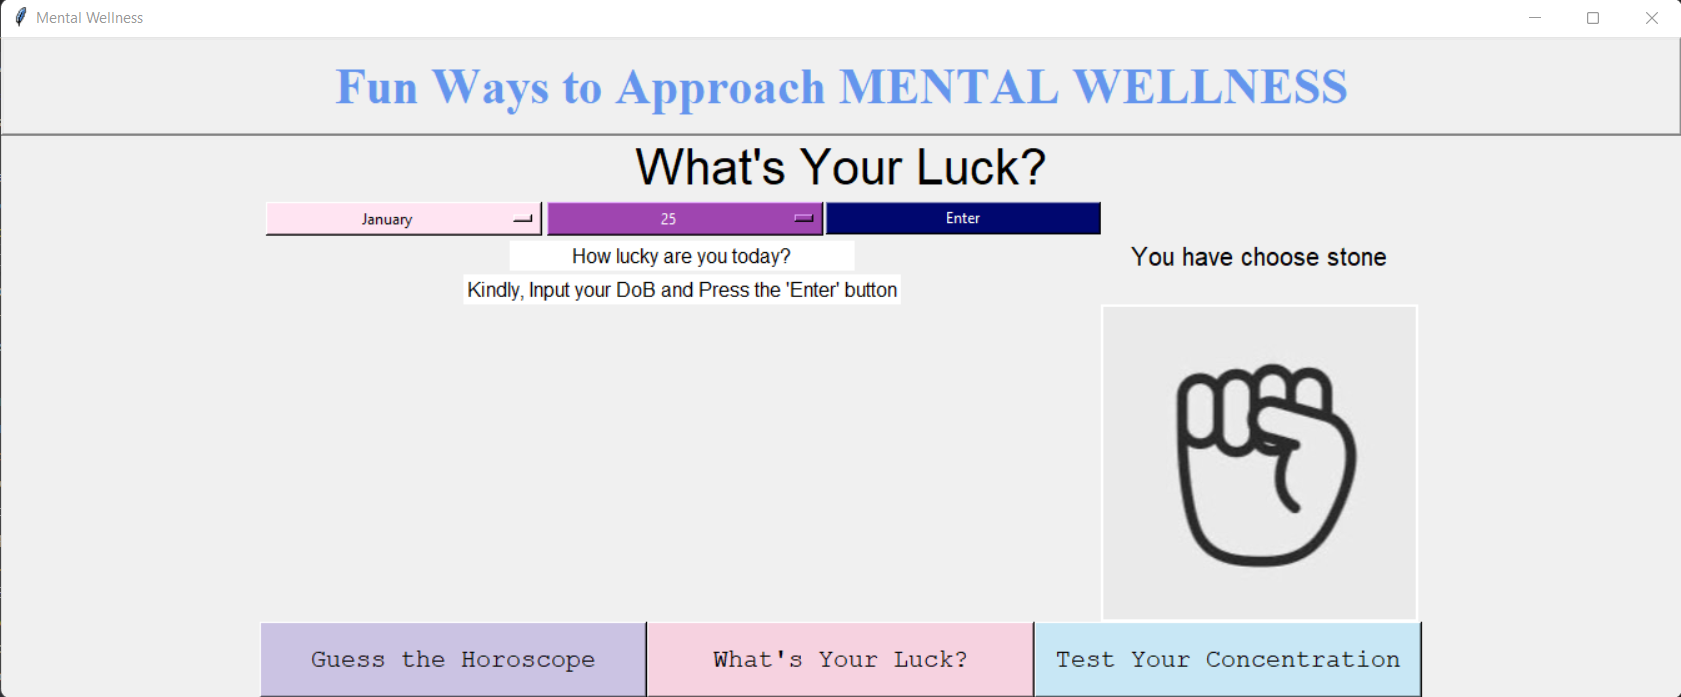 Mental Wellness
Fun Ways to Approach MENTAL WELLNESS
What's Your Luck?
January 25 Enter
How lucky are you today?
You have choose stone
Kindly, Input your DoB and Press the 'Enter' button
Guess the Horoscope What's Your Luck? Test Your Concentration